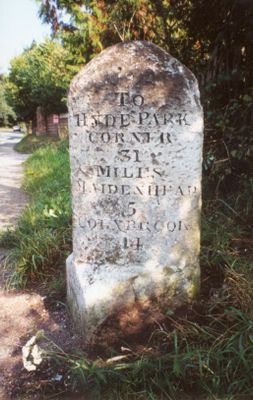 TO
HYDE PARK
CORNER
31
MILES
MAIDENHEAD
5
COLNBROOK
14